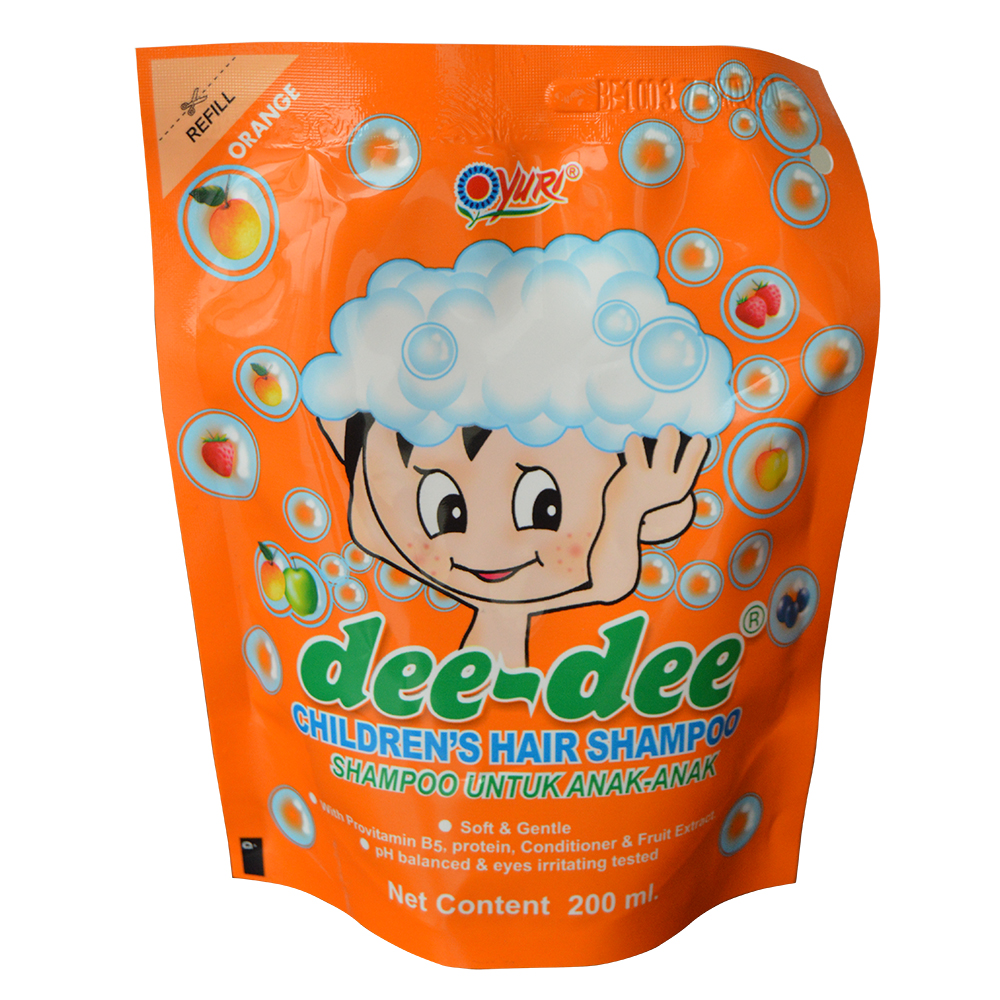 REFILL
ORANGE
YURI®
dee-dee®
CHILDREN'S HAIR SHAMPOO
SHAMPOO UNTUK ANAK-ANAK
● Soft & Gentle
● With Provitamin B5, protein, Conditioner & Fruit Extract.
● pH balanced & eyes irritating tested
Net Content 200 ml.